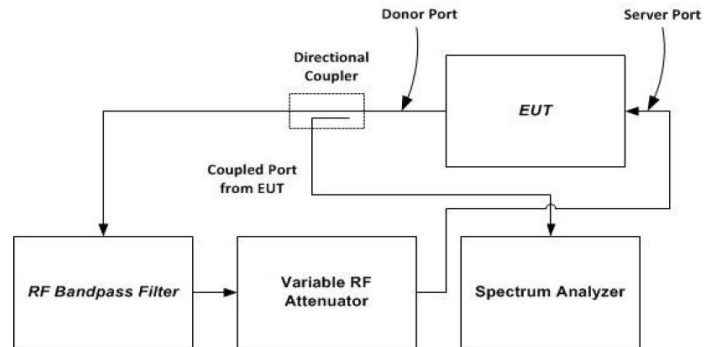 Donor Port
Server Port
Directional
Coupler
EUT
Coupled Port
from EUT
RF Bandpass Filter
Variable RF
Attenuator
Spectrum Analyzer